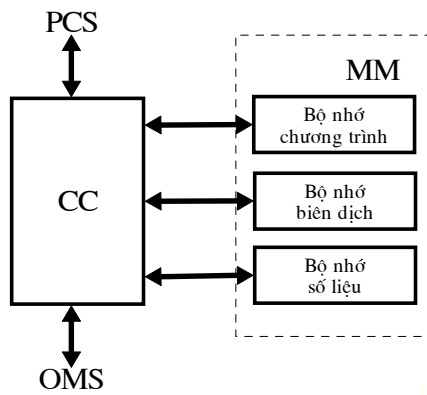 PCS
MM
Bộ nhớ
chương trình
CC
Bộ nhớ
biên dịch
Bộ nhớ
số liệu
OMS